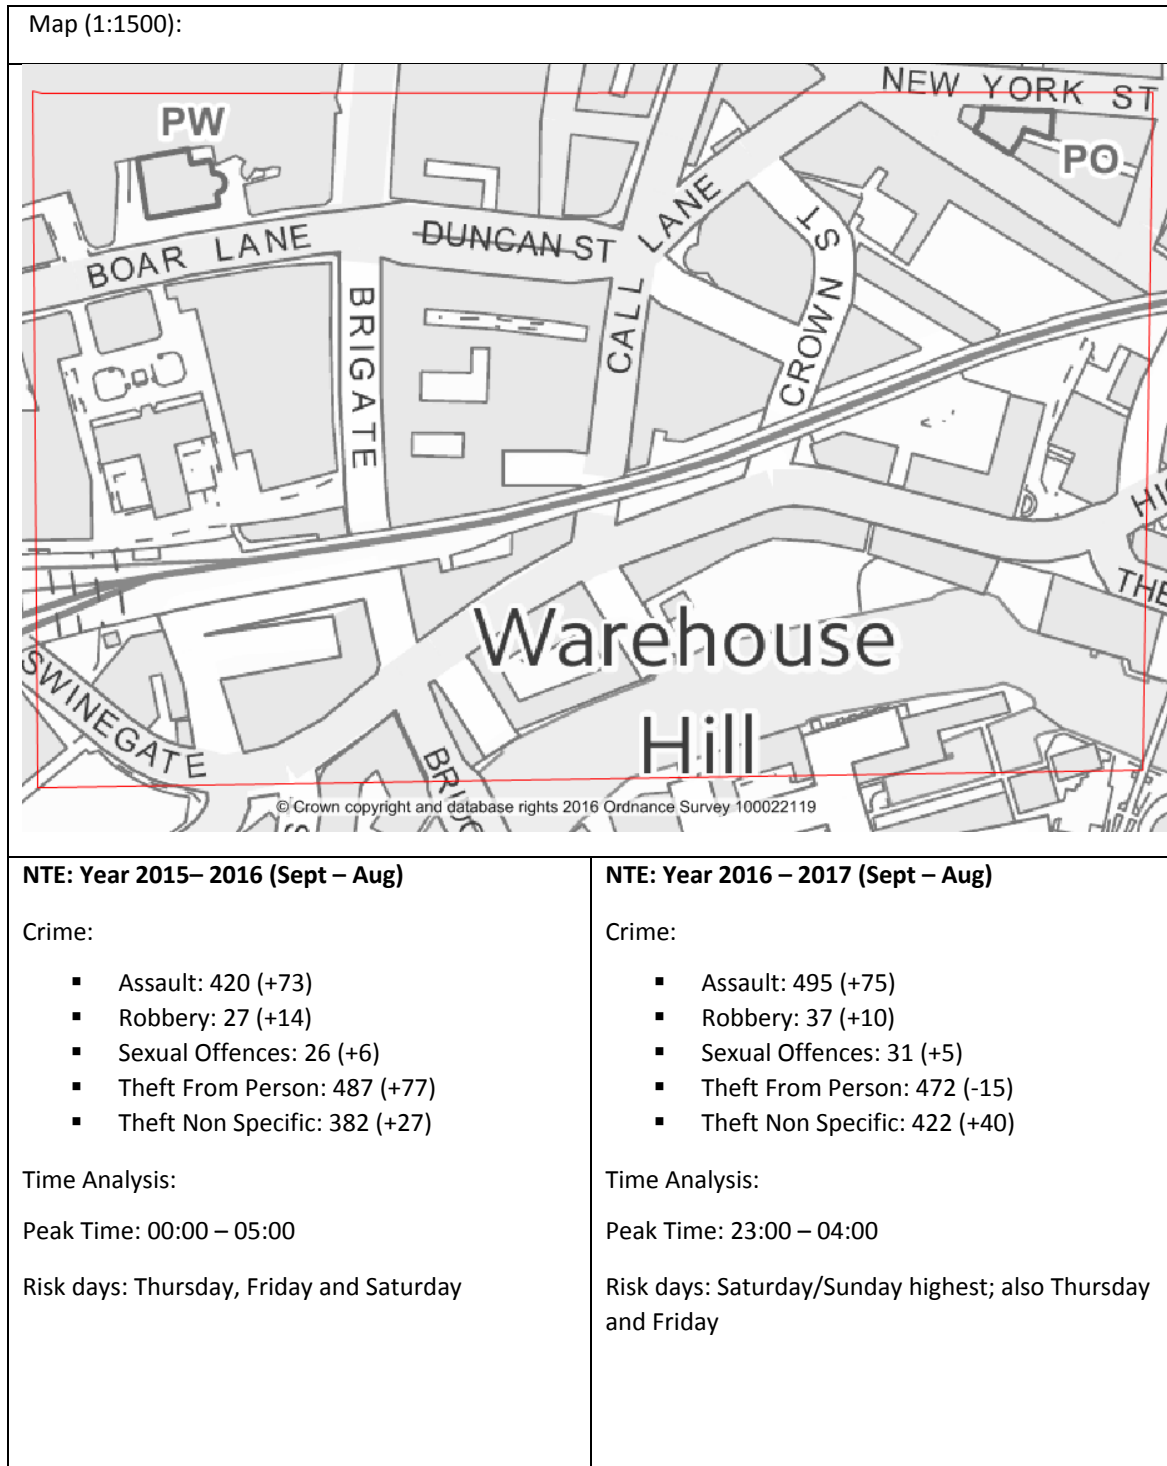 Map (1:1500):
NEW YORK ST
PW
PO
BOAR LANE
DUNCAN ST
CALL LANE
CROWN ST
BRIGATE
HIG
THE
Warehouse
Hill
SWINEGATE
BRIDG
© Crown copyright and database rights 2016 Ordnance Survey 100022119
NTE: Year 2015– 2016 (Sept – Aug)
Crime:
▪ Assault: 420 (+73)
▪ Robbery: 27 (+14)
▪ Sexual Offences: 26 (+6)
▪ Theft From Person: 487 (+77)
▪ Theft Non Specific: 382 (+27)
Time Analysis:
Peak Time: 00:00 – 05:00
Risk days: Thursday, Friday and Saturday
NTE: Year 2016 – 2017 (Sept – Aug)
Crime:
▪ Assault: 495 (+75)
▪ Robbery: 37 (+10)
▪ Sexual Offences: 31 (+5)
▪ Theft From Person: 472 (-15)
▪ Theft Non Specific: 422 (+40)
Time Analysis:
Peak Time: 23:00 – 04:00
Risk days: Saturday/Sunday highest; also Thursday
and Friday